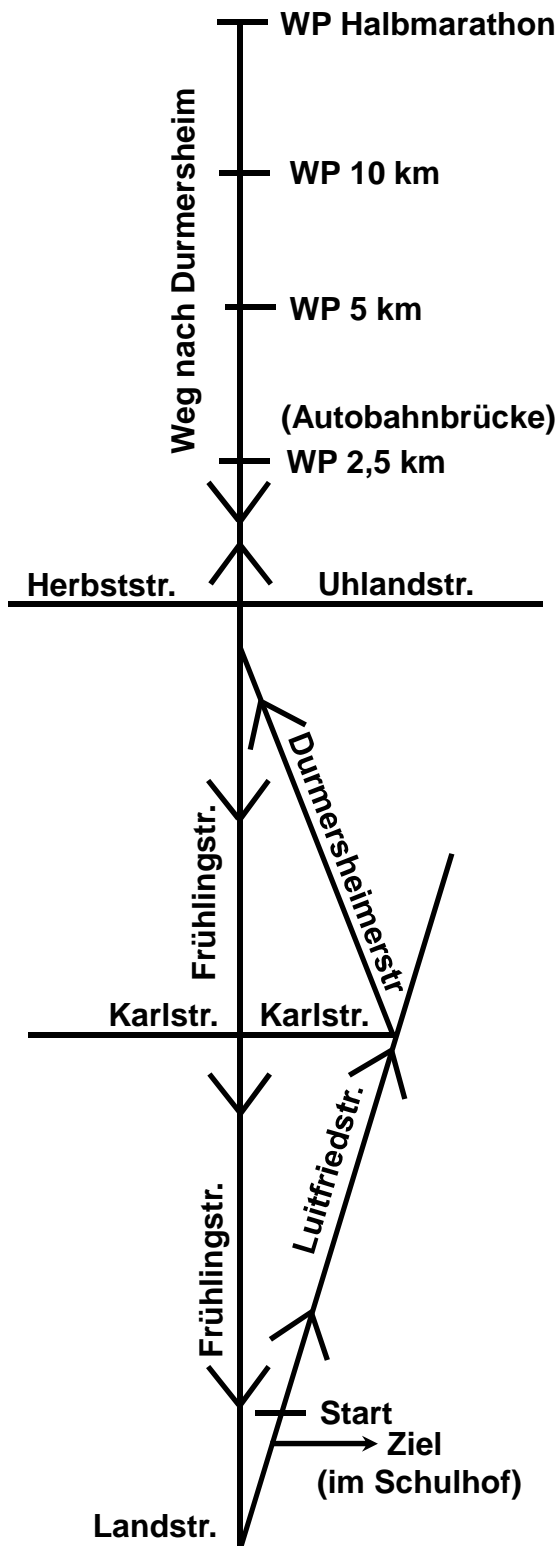 WP Halbmarathon
Weg nach Durmersheim
WP 10 km
WP 5 km
(Autobahnbrücke)
WP 2,5 km
Herbststr.
Uhlandstr.
Durmersheimerstr
Frühlingstr.
Karlstr.
Karlstr.
Luitfriedstr.
Frühlingstr.
Start
Ziel
(im Schulhof)
Landstr.